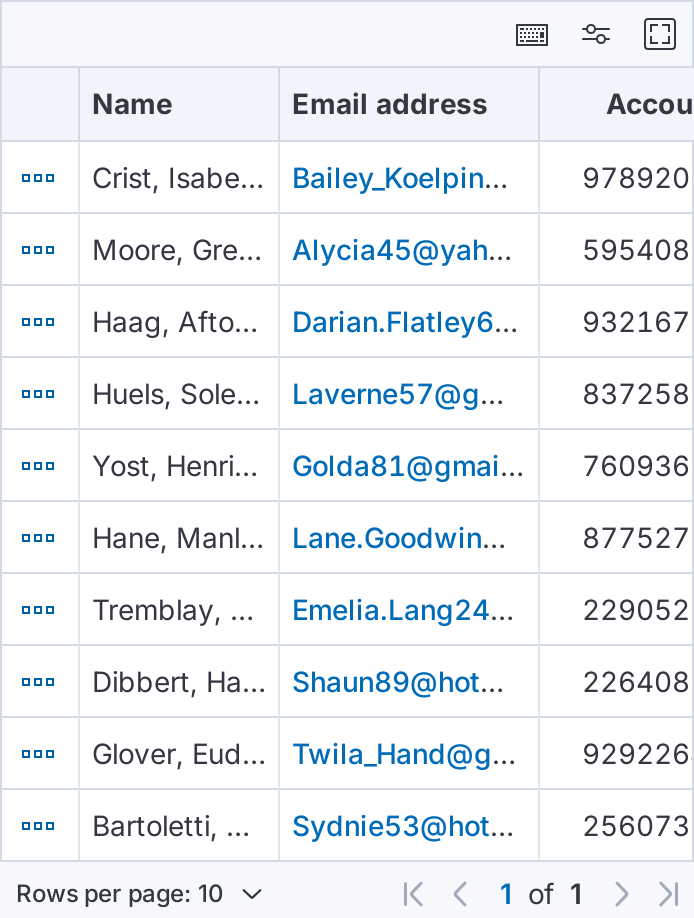 Name Email address Accou
Crist, Isabe... Bailey_Koelpin... 978920
Moore, Gre... Alycia45@yah... 595408
Haag, Afto... Darian.Flatley6... 932167
Huels, Sole... Laverne57@g... 837258
Yost, Henri... Golda81@gmai... 760936
Hane, Manl... Lane.Goodwin... 877527
Tremblay, ... Emelia.Lang24... 229052
Dibbert, Ha... Shaun89@hot... 226408
Glover, Eud... Twila_Hand@g... 929226
Bartoletti, ... Sydnie53@hot... 256073
Rows per page: 10 1 of 1